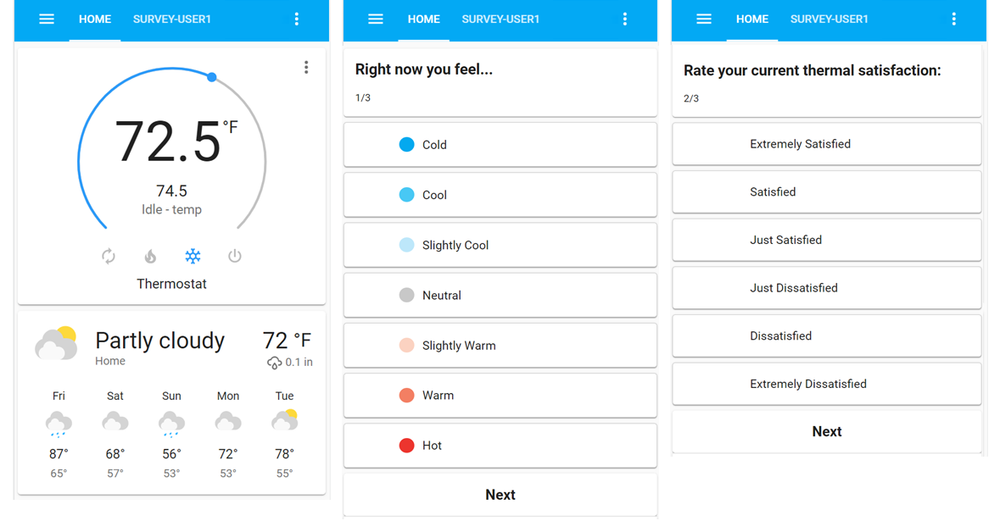 HOME SURVEY-USER1
72.5 °F
74.5
Idle - temp
Thermostat
Partly cloudy 72 °F
Home 0.1 in
Fri Sat Sun Mon Tue
87° 68° 56° 72° 78°
65° 57° 53° 53° 55°
HOME SURVEY-USER1
Right now you feel...
1/3
Cold
Cool
Slightly Cool
Neutral
Slightly Warm
Warm
Hot
Next
HOME SURVEY-USER1
Rate your current thermal satisfaction:
2/3
Extremely Satisfied
Satisfied
Just Satisfied
Just Dissatisfied
Dissatisfied
Extremely Dissatisfied
Next